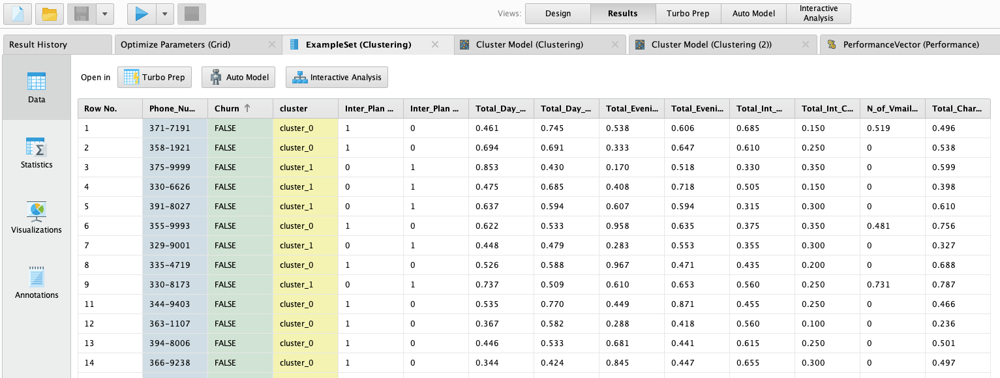 Views: Design Results Turbo Prep Auto Model Interactive Analysis
Result History Optimize Parameters (Grid) ExampleSet (Clustering) Cluster Model (Clustering) Cluster Model (Clustering (2)) PerformanceVector (Performance)
Data
Statistics
Visualizations
Annotations
Open in Turbo Prep Auto Model Interactive Analysis
Row No. Phone_Nu... Churn cluster Inter_Plan ... Inter_Plan ... Total_Day_... Total_Day_... Total_Eveni... Total_Eveni... Total_Int_... Total_Int_C... N_of_Vmail... Total_Char...
1 371-7191 FALSE cluster_0 1 0 0.461 0.745 0.538 0.606 0.685 0.150 0.519 0.496
2 358-1921 FALSE cluster_0 1 0 0.694 0.691 0.333 0.647 0.610 0.250 0 0.538
3 375-9999 FALSE cluster_1 0 1 0.853 0.430 0.170 0.518 0.330 0.350 0 0.599
4 330-6626 FALSE cluster_1 0 1 0.475 0.685 0.408 0.718 0.505 0.150 0 0.398
5 391-8027 FALSE cluster_1 0 1 0.637 0.594 0.607 0.594 0.315 0.300 0 0.610
6 355-9993 FALSE cluster_0 1 0 0.622 0.533 0.958 0.635 0.375 0.350 0.481 0.756
7 329-9001 FALSE cluster_1 0 1 0.448 0.479 0.283 0.553 0.355 0.300 0 0.327
8 335-4719 FALSE cluster_0 1 0 0.526 0.588 0.967 0.471 0.435 0.200 0 0.688
9 330-8173 FALSE cluster_1 0 1 0.737 0.509 0.610 0.653 0.560 0.250 0.731 0.787
11 344-9403 FALSE cluster_0 1 0 0.535 0.770 0.449 0.871 0.455 0.250 0 0.466
12 363-1107 FALSE cluster_0 1 0 0.367 0.582 0.288 0.418 0.560 0.100 0 0.236
13 394-8006 FALSE cluster_0 1 0 0.446 0.533 0.681 0.441 0.615 0.250 0 0.501
14 366-9238 FALSE cluster_0 1 0 0.344 0.424 0.845 0.447 0.655 0.300 0 0.497